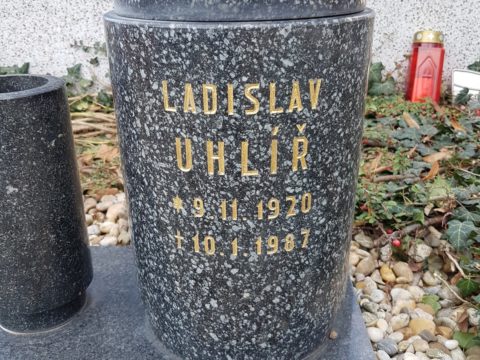 LADISLAV
UHLÍŘ
* 9.11.1920
† 10.1.1987